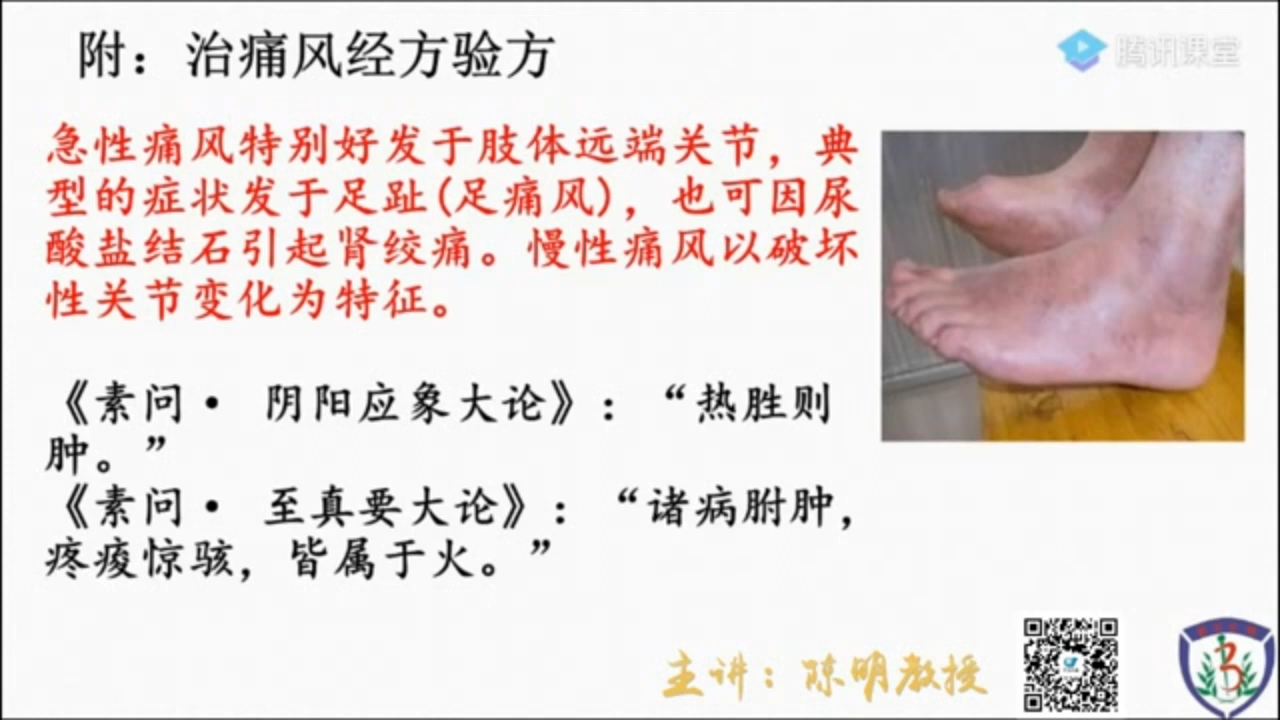 附：治痛风经方验方
腾讯课堂
急性痛风特别好发于肢体远端关节，典
型的症状发于足趾(足痛风)，也可因尿
酸盐结石引起肾绞痛。慢性痛风以破坏
性关节变化为特征。
《素问· 阴阳应象大论》：“热胜则
肿。”
《素问· 至真要大论》：“诸病胕肿，
疼痠惊骇，皆属于火。”
主讲：陈明教授